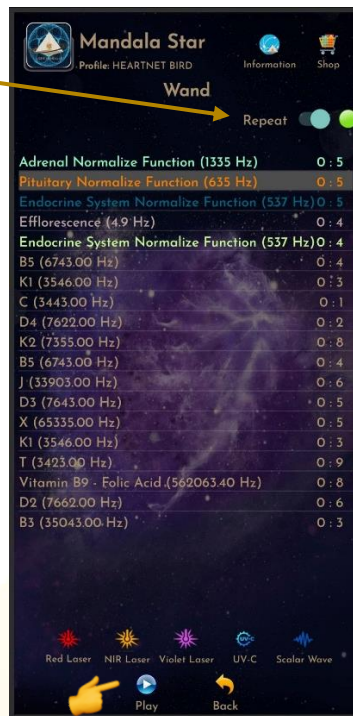 Mandala Star
Profile: HEARTNET BIRD
Information
Shop
Wand
Repeat
Adrenal Normalize Function (1335 Hz) 0 : 5
Pituitary Normalize Function (635 Hz) 0 : 5
Endocrine System Normalize Function (537 Hz) 0 : 5
Efflorescence (4.9 Hz) 0 : 4
Endocrine System Normalize Function (537 Hz) 0 : 4
B5 (6743.00 Hz) 0 : 4
K1 (3546.00 Hz) 0 : 3
C (3443.00 Hz) 0 : 1
D4 (7622.00 Hz) 0 : 2
K2 (7355.00 Hz) 0 : 8
B5 (6743.00 Hz) 0 : 4
J (33903.00 Hz) 0 : 6
D3 (7643.00 Hz) 0 : 5
X (65335.00 Hz) 0 : 5
K1 (3546.00 Hz) 0 : 3
T (3423.00 Hz) 0 : 9
Vitamin B9 - Folic Acid (562063.40 Hz) 0 : 8
D2 (7662.00 Hz) 0 : 6
B3 (35043.00 Hz) 0 : 3
UV-C
Red Laser NIR Laser Violet Laser UV-C Scalar Wave
Play Back